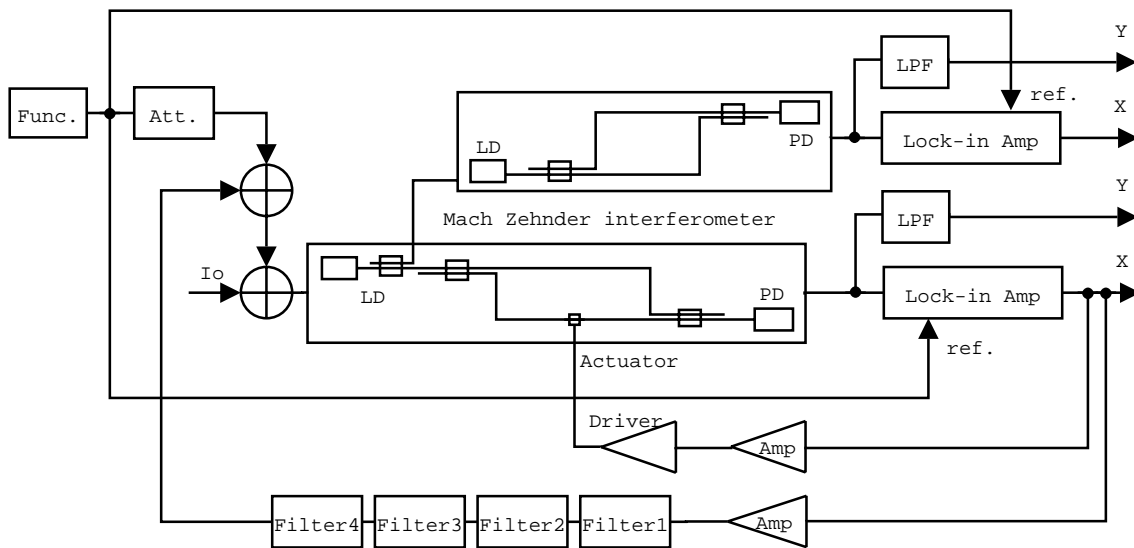 Y
LPF
ref.
X
Func.
Att.
LD
PD
Lock-in Amp
Y
Mach Zehnder interferometer
LPF
X
Io
LD
PD
Lock-in Amp
Actuator
ref.
Driver
Amp
Filter4
Filter3
Filter2
Filter1
Amp